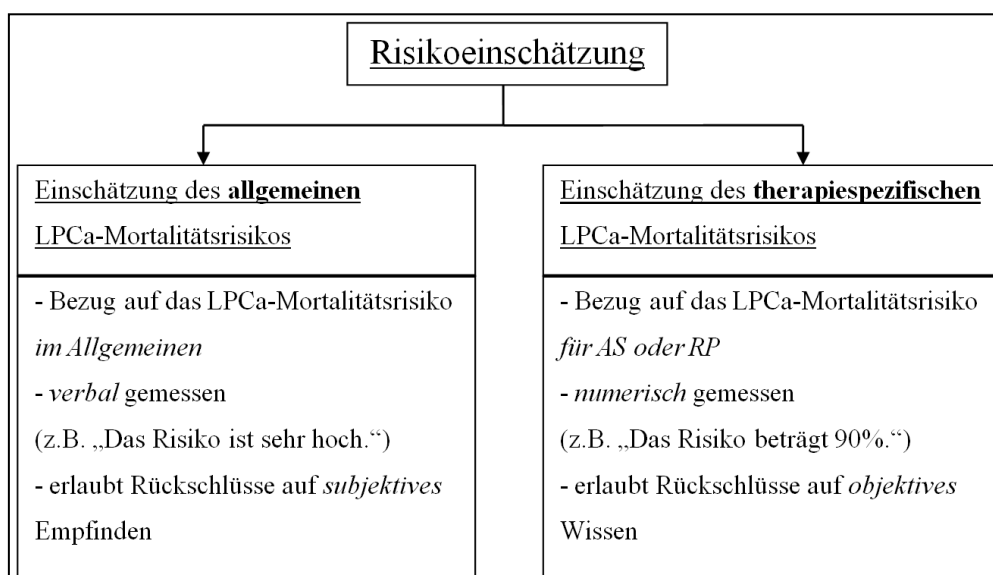 Risikoeinschätzung
Einschätzung des allgemeinen
LPCa-Mortalitätsrisikos
- Bezug auf das LPCa-Mortalitätsrisiko
im Allgemeinen
- verbal gemessen
(z.B. „Das Risiko ist sehr hoch.“)
- erlaubt Rückschlüsse auf subjektives
Empfinden
Einschätzung des therapiespezifischen
LPCa-Mortalitätsrisikos
- Bezug auf das LPCa-Mortalitätsrisiko
für AS oder RP
- numerisch gemessen
(z.B. „Das Risiko beträgt 90%.“)
- erlaubt Rückschlüsse auf objektives
Wissen